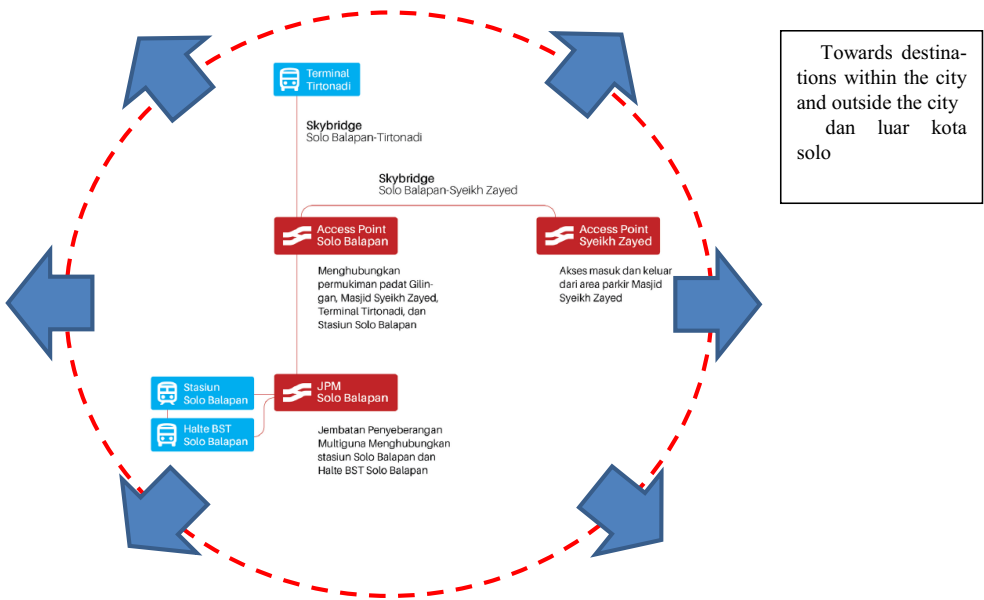 Terminal
Tirtonadi
Skybridge
Solo Balapan-Tirtonadi
Skybridge
Solo Balapan-Syeikh Zayed
Access Point
Solo Balapan
Access Point
Syeikh Zayed
Menghubungkan
permukiman padat Gilin-
gan, Masjid Syeikh Zayed,
Terminal Tirtonadi, dan
Stasiun Solo Balapan
Akses masuk dan keluar
dari area parkir Masjid
Syeikh Zayed
Stasiun
Solo Balapan
JPM
Solo Balapan
Halte BST
Solo Balapan
Jembatan Penyeberangan
Multiguna Menghubungkan
stasiun Solo Balapan dan
Halte BST Solo Balapan
Towards destina-
tions within the city
and outside the city
dan luar kota
solo